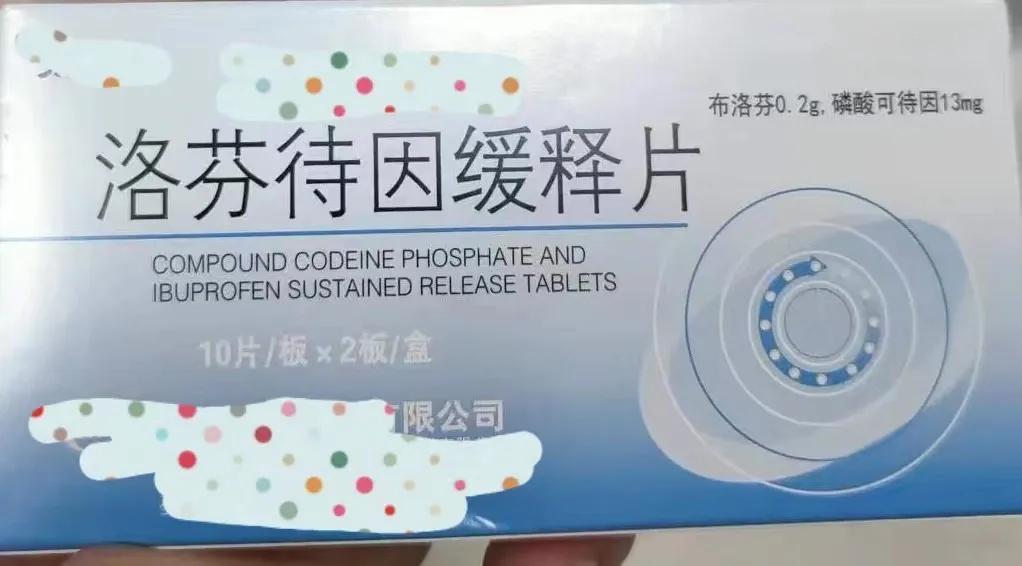 布洛芬0.2g,磷酸可待因13mg
洛芬待因缓释片
COMPOUND CODEINE PHOSPHATE AND
IBUPROFEN SUSTAINED RELEASE TABLETS
10片/板×2板/盒
有限公司